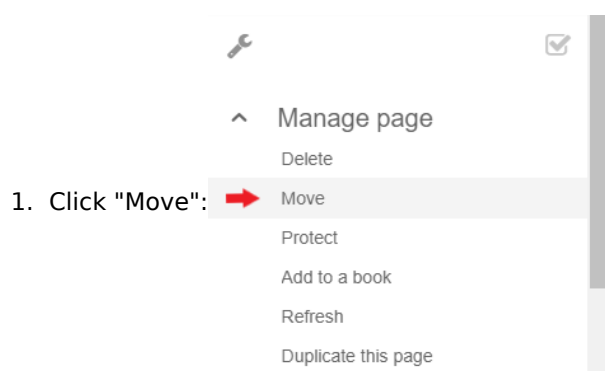 Manage page
Delete
1. Click "Move":
Move
Protect
Add to a book
Refresh
Duplicate this page